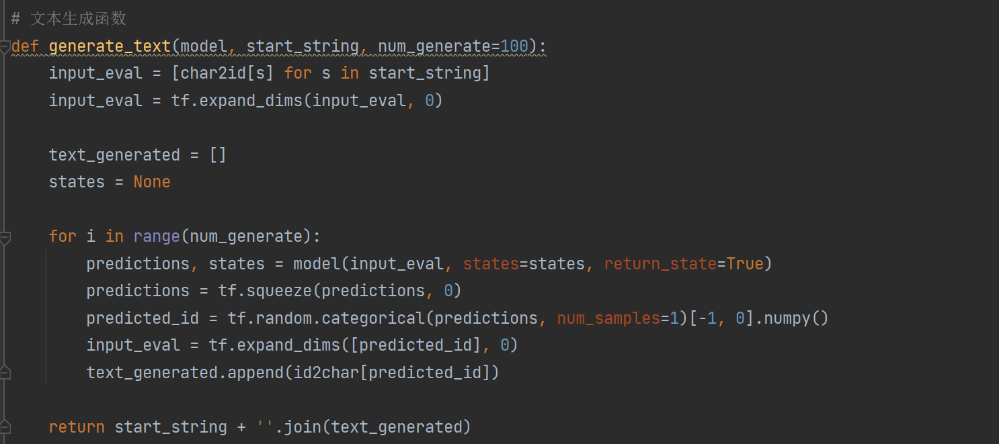 # 文本生成函数
def generate_text(model, start_string, num_generate=100):
    input_eval = [char2id[s] for s in start_string]
    input_eval = tf.expand_dims(input_eval, 0)

    text_generated = []
    states = None

    for i in range(num_generate):
        predictions, states = model(input_eval, states=states, return_state=True)
        predictions = tf.squeeze(predictions, 0)
        predicted_id = tf.random.categorical(predictions, num_samples=1)[-1, 0].numpy()
        input_eval = tf.expand_dims([predicted_id], 0)
        text_generated.append(id2char[predicted_id])

    return start_string + ''.join(text_generated)